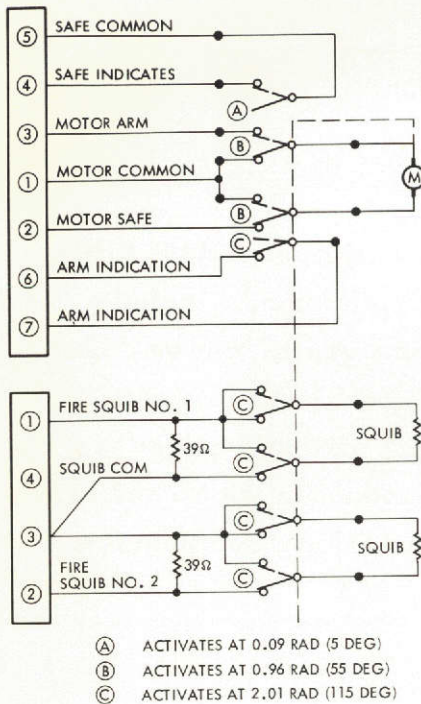 5 SAFE COMMON
4 SAFE INDICATES
A
3 MOTOR ARM
B
1 MOTOR COMMON
M
B
2 MOTOR SAFE
C
6 ARM INDICATION
7 ARM INDICATION
1 FIRE SQUIB NO. 1
C
39Ω
SQUIB
4 SQUIB COM
C
3
C
39Ω
SQUIB
FIRE
2 SQUIB NO. 2
C
A ACTIVATES AT 0.09 RAD (5 DEG)
B ACTIVATES AT 0.96 RAD (55 DEG)
C ACTIVATES AT 2.01 RAD (115 DEG)